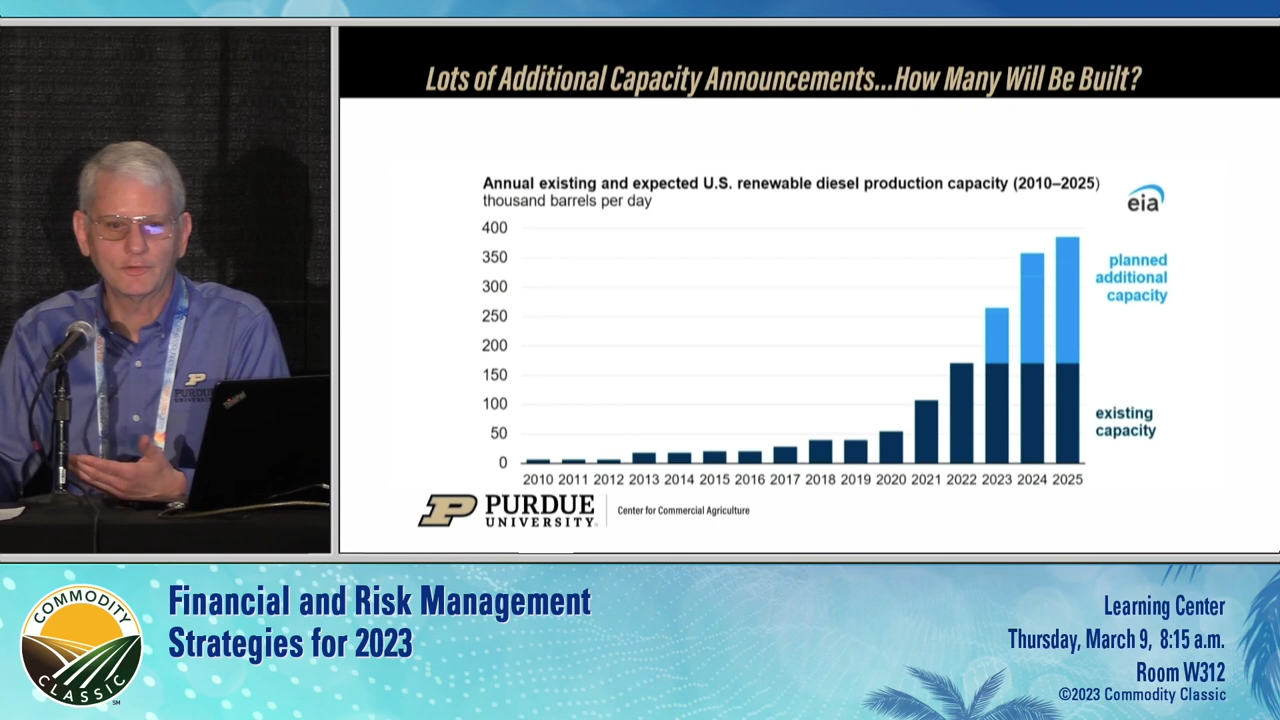 Lots of Additional Capacity Announcements...How Many Will Be Built?
Annual existing and expected U.S. renewable diesel production capacity (2010–2025)
thousand barrels per day
eia
400
350
300
250
200
150
100
50
0
planned
additional
capacity
existing
capacity
2010 2011 2012 2013 2014 2015 2016 2017 2018 2019 2020 2021 2022 2023 2024 2025
PURDUE
UNIVERSITY
ThinkPad
P PURDUE
UNIVERSITY.
Center for Commercial Agriculture
COMMODITY
CLASSIC
SM
Financial and Risk Management
Strategies for 2023
Learning Center
Thursday, March 9, 8:15 a.m.
Room W312
©2023 Commodity Classic